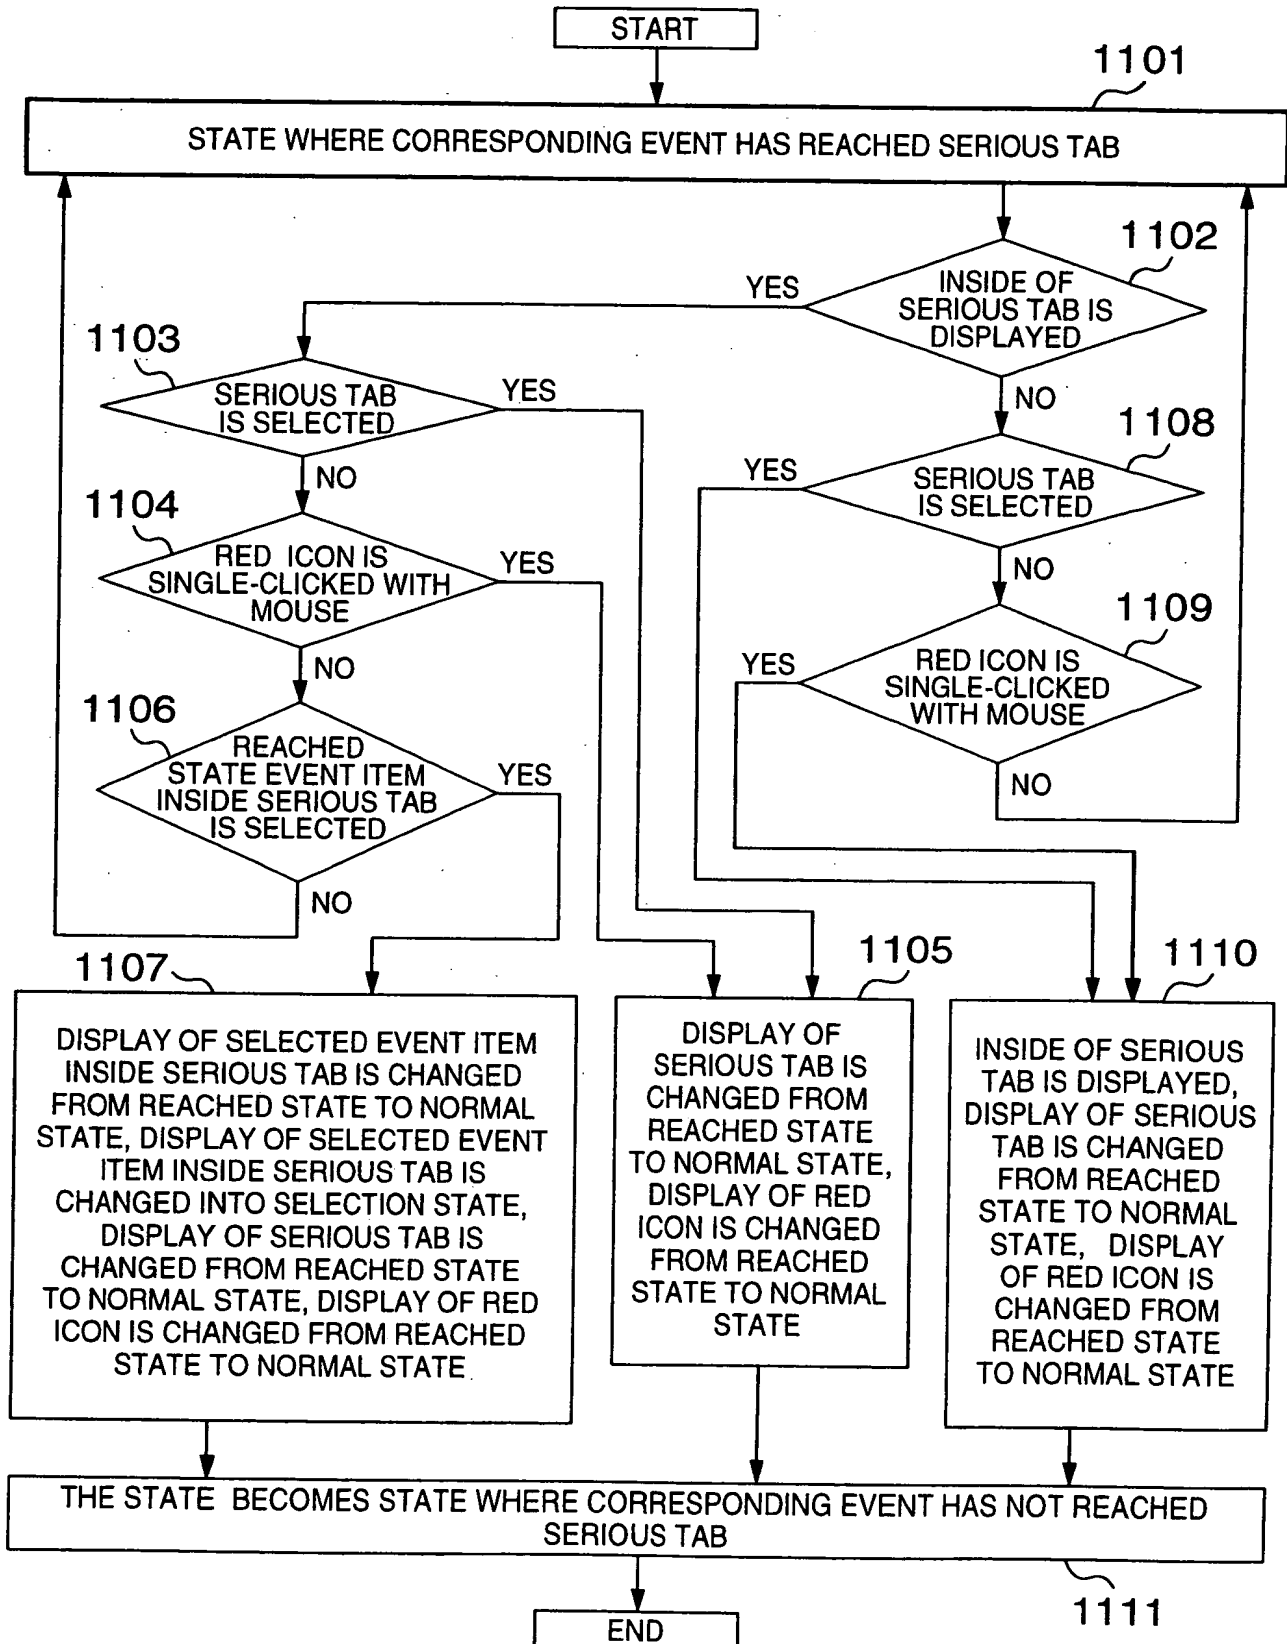 START
1101
STATE WHERE CORRESPONDING EVENT HAS REACHED SERIOUS TAB
1102
INSIDE OF
SERIOUS TAB IS
DISPLAYED
YES
NO
1103
SERIOUS TAB
IS SELECTED
YES
NO
1108
SERIOUS TAB
IS SELECTED
YES
NO
1104
RED ICON IS
SINGLE-CLICKED WITH
MOUSE
YES
NO
1109
RED ICON IS
SINGLE-CLICKED
WITH MOUSE
YES
NO
1106
REACHED
STATE EVENT ITEM
INSIDE SERIOUS TAB
IS SELECTED
YES
NO
1107
DISPLAY OF SELECTED EVENT ITEM
INSIDE SERIOUS TAB IS CHANGED
FROM REACHED STATE TO NORMAL
STATE, DISPLAY OF SELECTED EVENT
ITEM INSIDE SERIOUS TAB IS
CHANGED INTO SELECTION STATE,
DISPLAY OF SERIOUS TAB IS
CHANGED FROM REACHED STATE
TO NORMAL STATE, DISPLAY OF RED
ICON IS CHANGED FROM REACHED
STATE TO NORMAL STATE
1105
DISPLAY OF
SERIOUS TAB IS
CHANGED FROM
REACHED STATE
TO NORMAL STATE,
DISPLAY OF RED
ICON IS CHANGED
FROM REACHED
STATE TO NORMAL
STATE
1110
INSIDE OF SERIOUS
TAB IS DISPLAYED,
DISPLAY OF SERIOUS
TAB IS CHANGED
FROM REACHED
STATE TO NORMAL
STATE, DISPLAY
OF RED ICON IS
CHANGED FROM
REACHED STATE
TO NORMAL STATE
THE STATE BECOMES STATE WHERE CORRESPONDING EVENT HAS NOT REACHED
SERIOUS TAB
1111
END